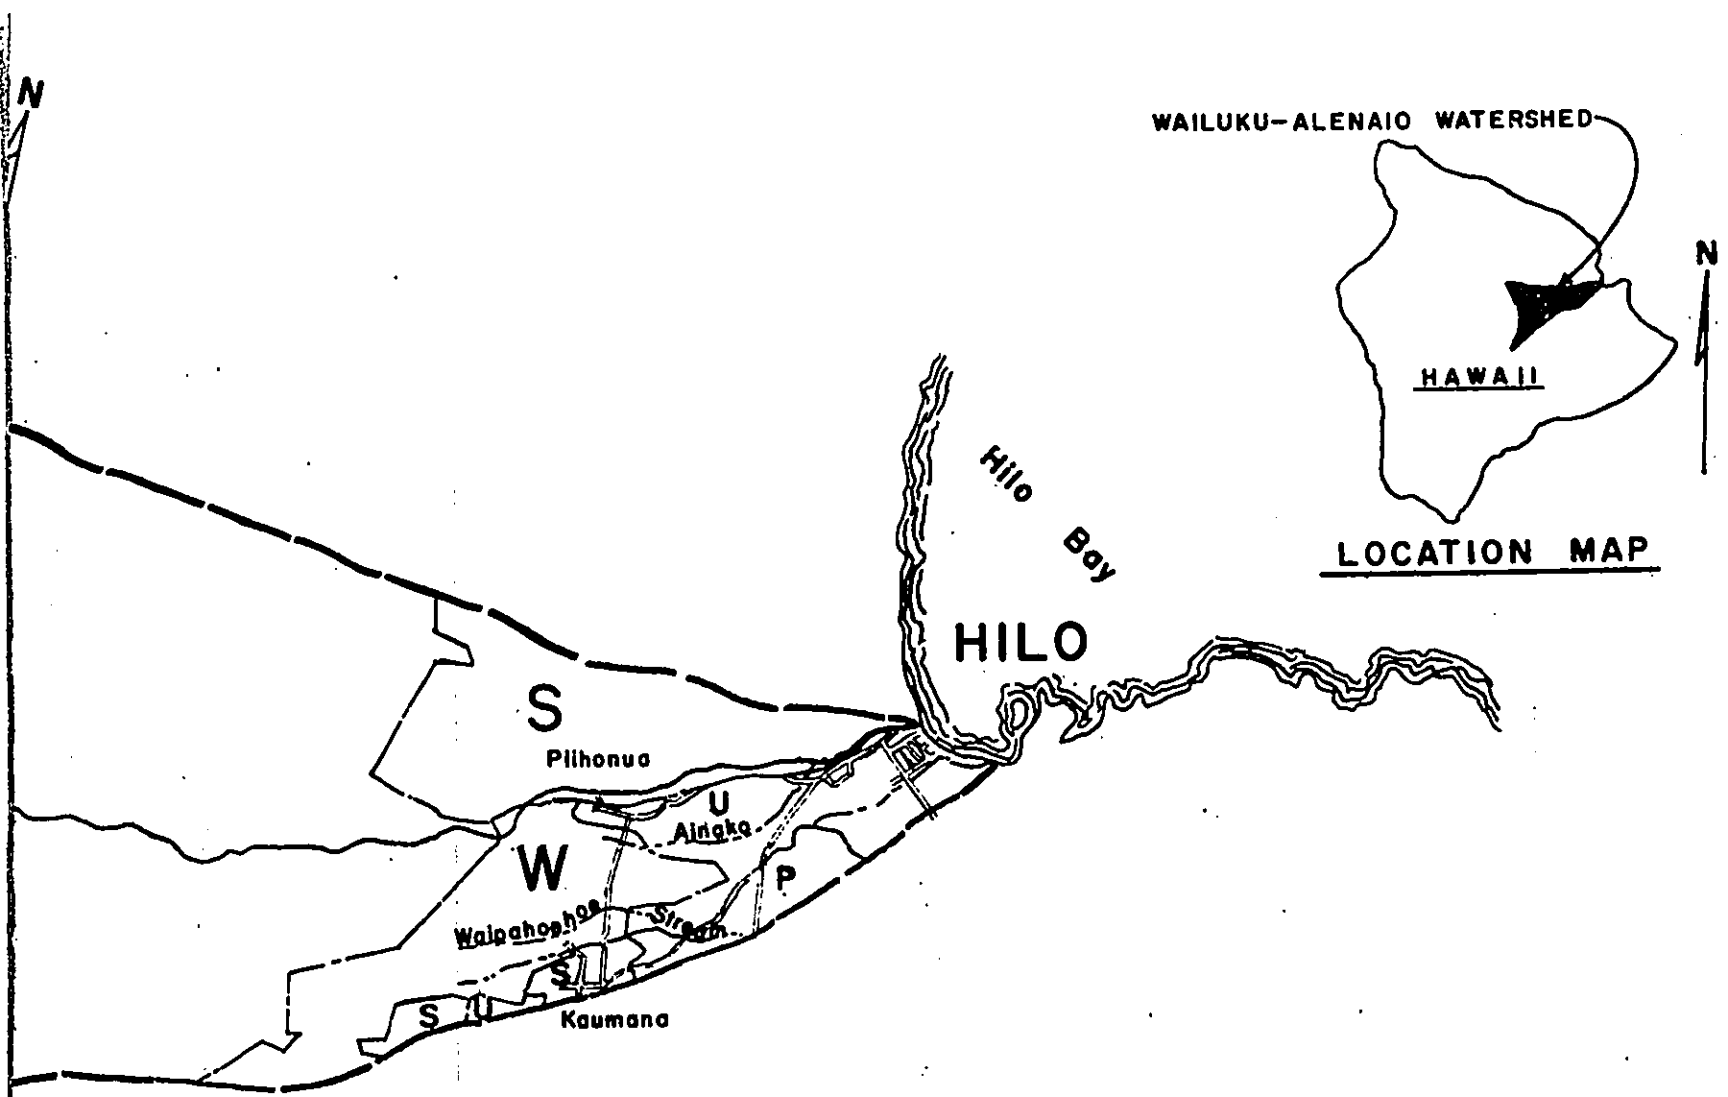 N
WAILUKU-ALENAIO WATERSHED
N
HAWAII
LOCATION MAP
Hilo
Bay
HILO
S
Piihonua
U
Ainako
W
P
Waipahoehoe
Stream
S
S
U
Kaumana